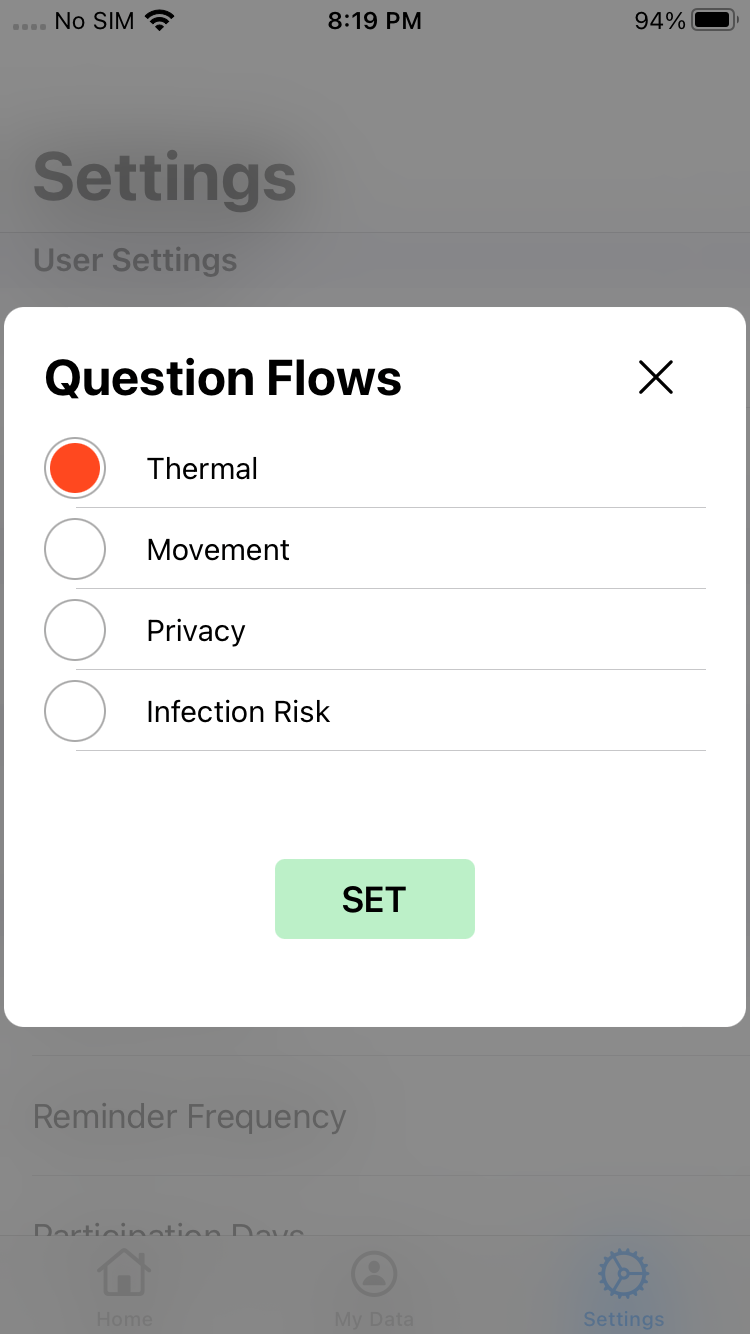 No SIM 8:19 PM 94%
Settings
User Settings
Question Flows
Thermal
Movement
Privacy
Infection Risk
SET
Reminder Frequency
Participation Days
Home My Data Settings